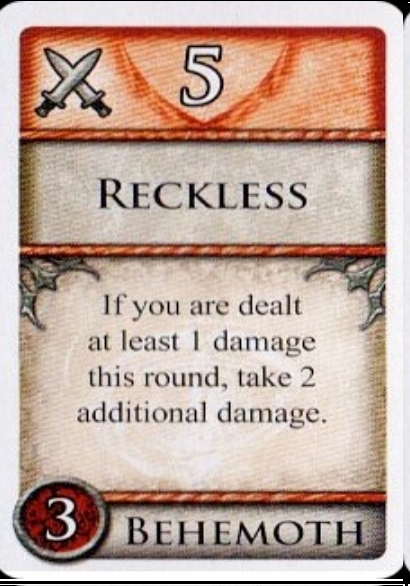 5
RECKLESS
If you are dealt
at least 1 damage
this round, take 2
additional damage.
3 BEHEMOTH